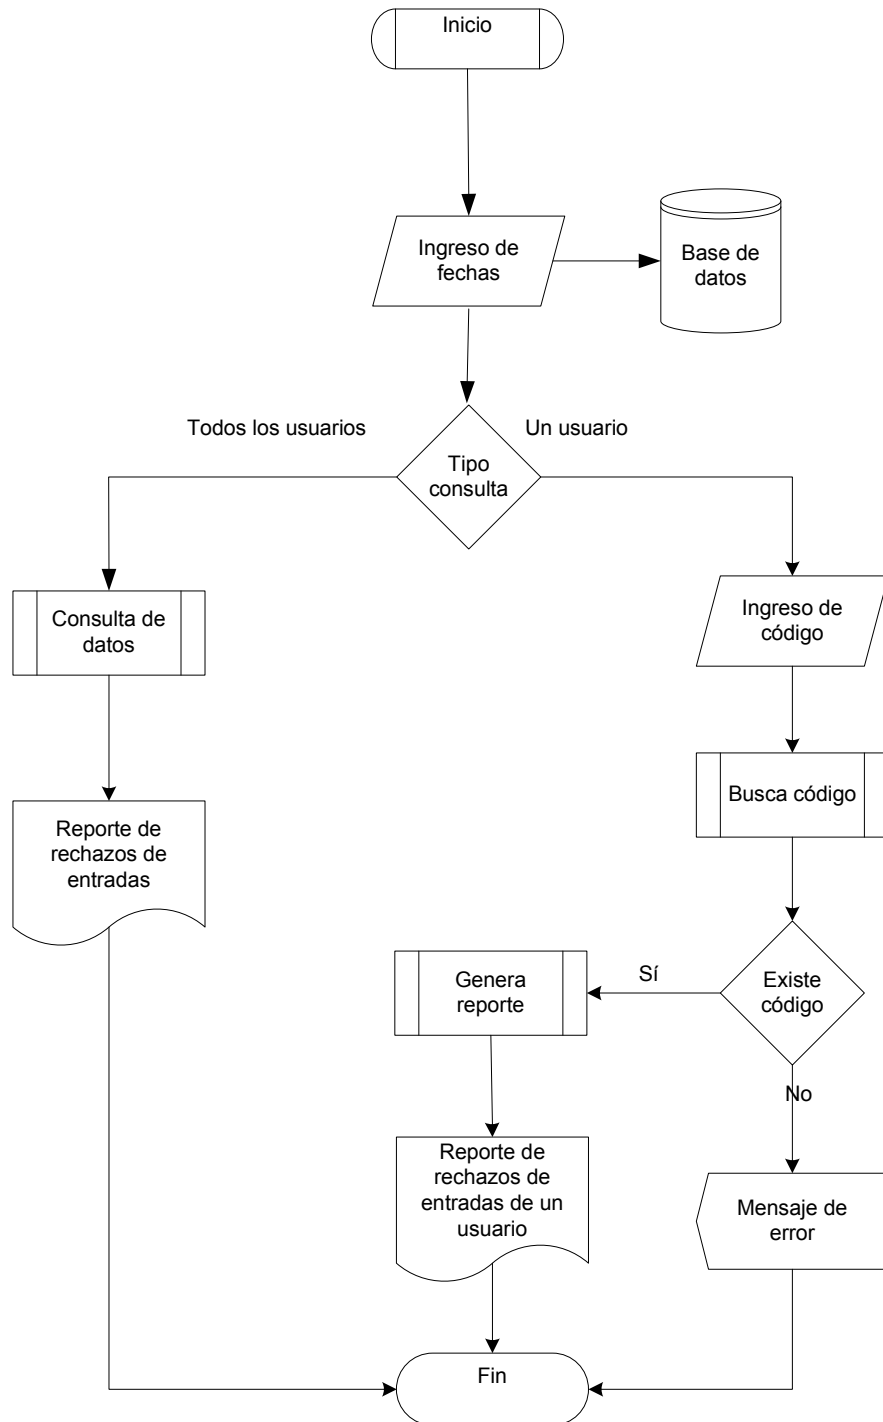 Inicio
Ingreso de
fechas
Base de
datos
Todos los usuarios
Un usuario
Tipo
consulta
Consulta de
datos
Ingreso de
código
Busca código
Reporte de
rechazos de
entradas
Existe
código
Sí
Genera
reporte
No
Reporte de
rechazos de
entradas de un
usuario
Mensaje de
error
Fin